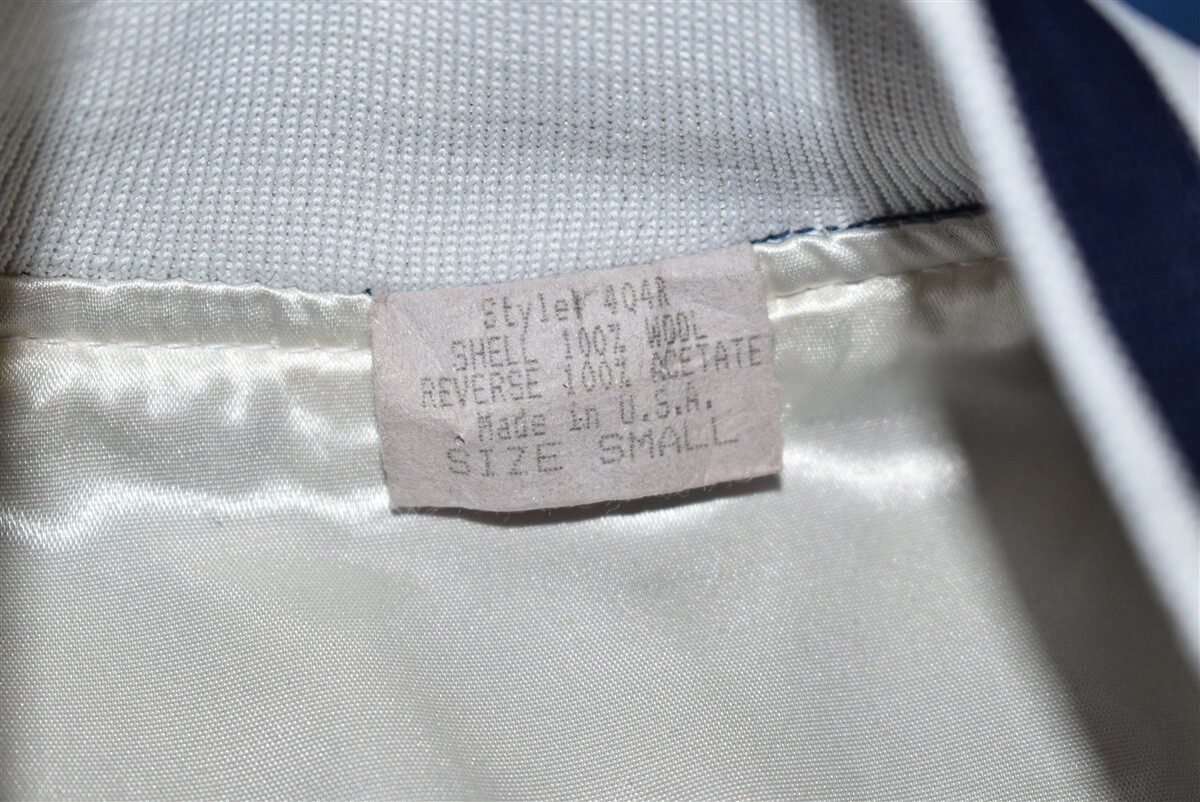 Style# 404R
SHELL 100% WOOL
REVERSE 100% ACETATE
Made in U.S.A.
SIZE SMALL